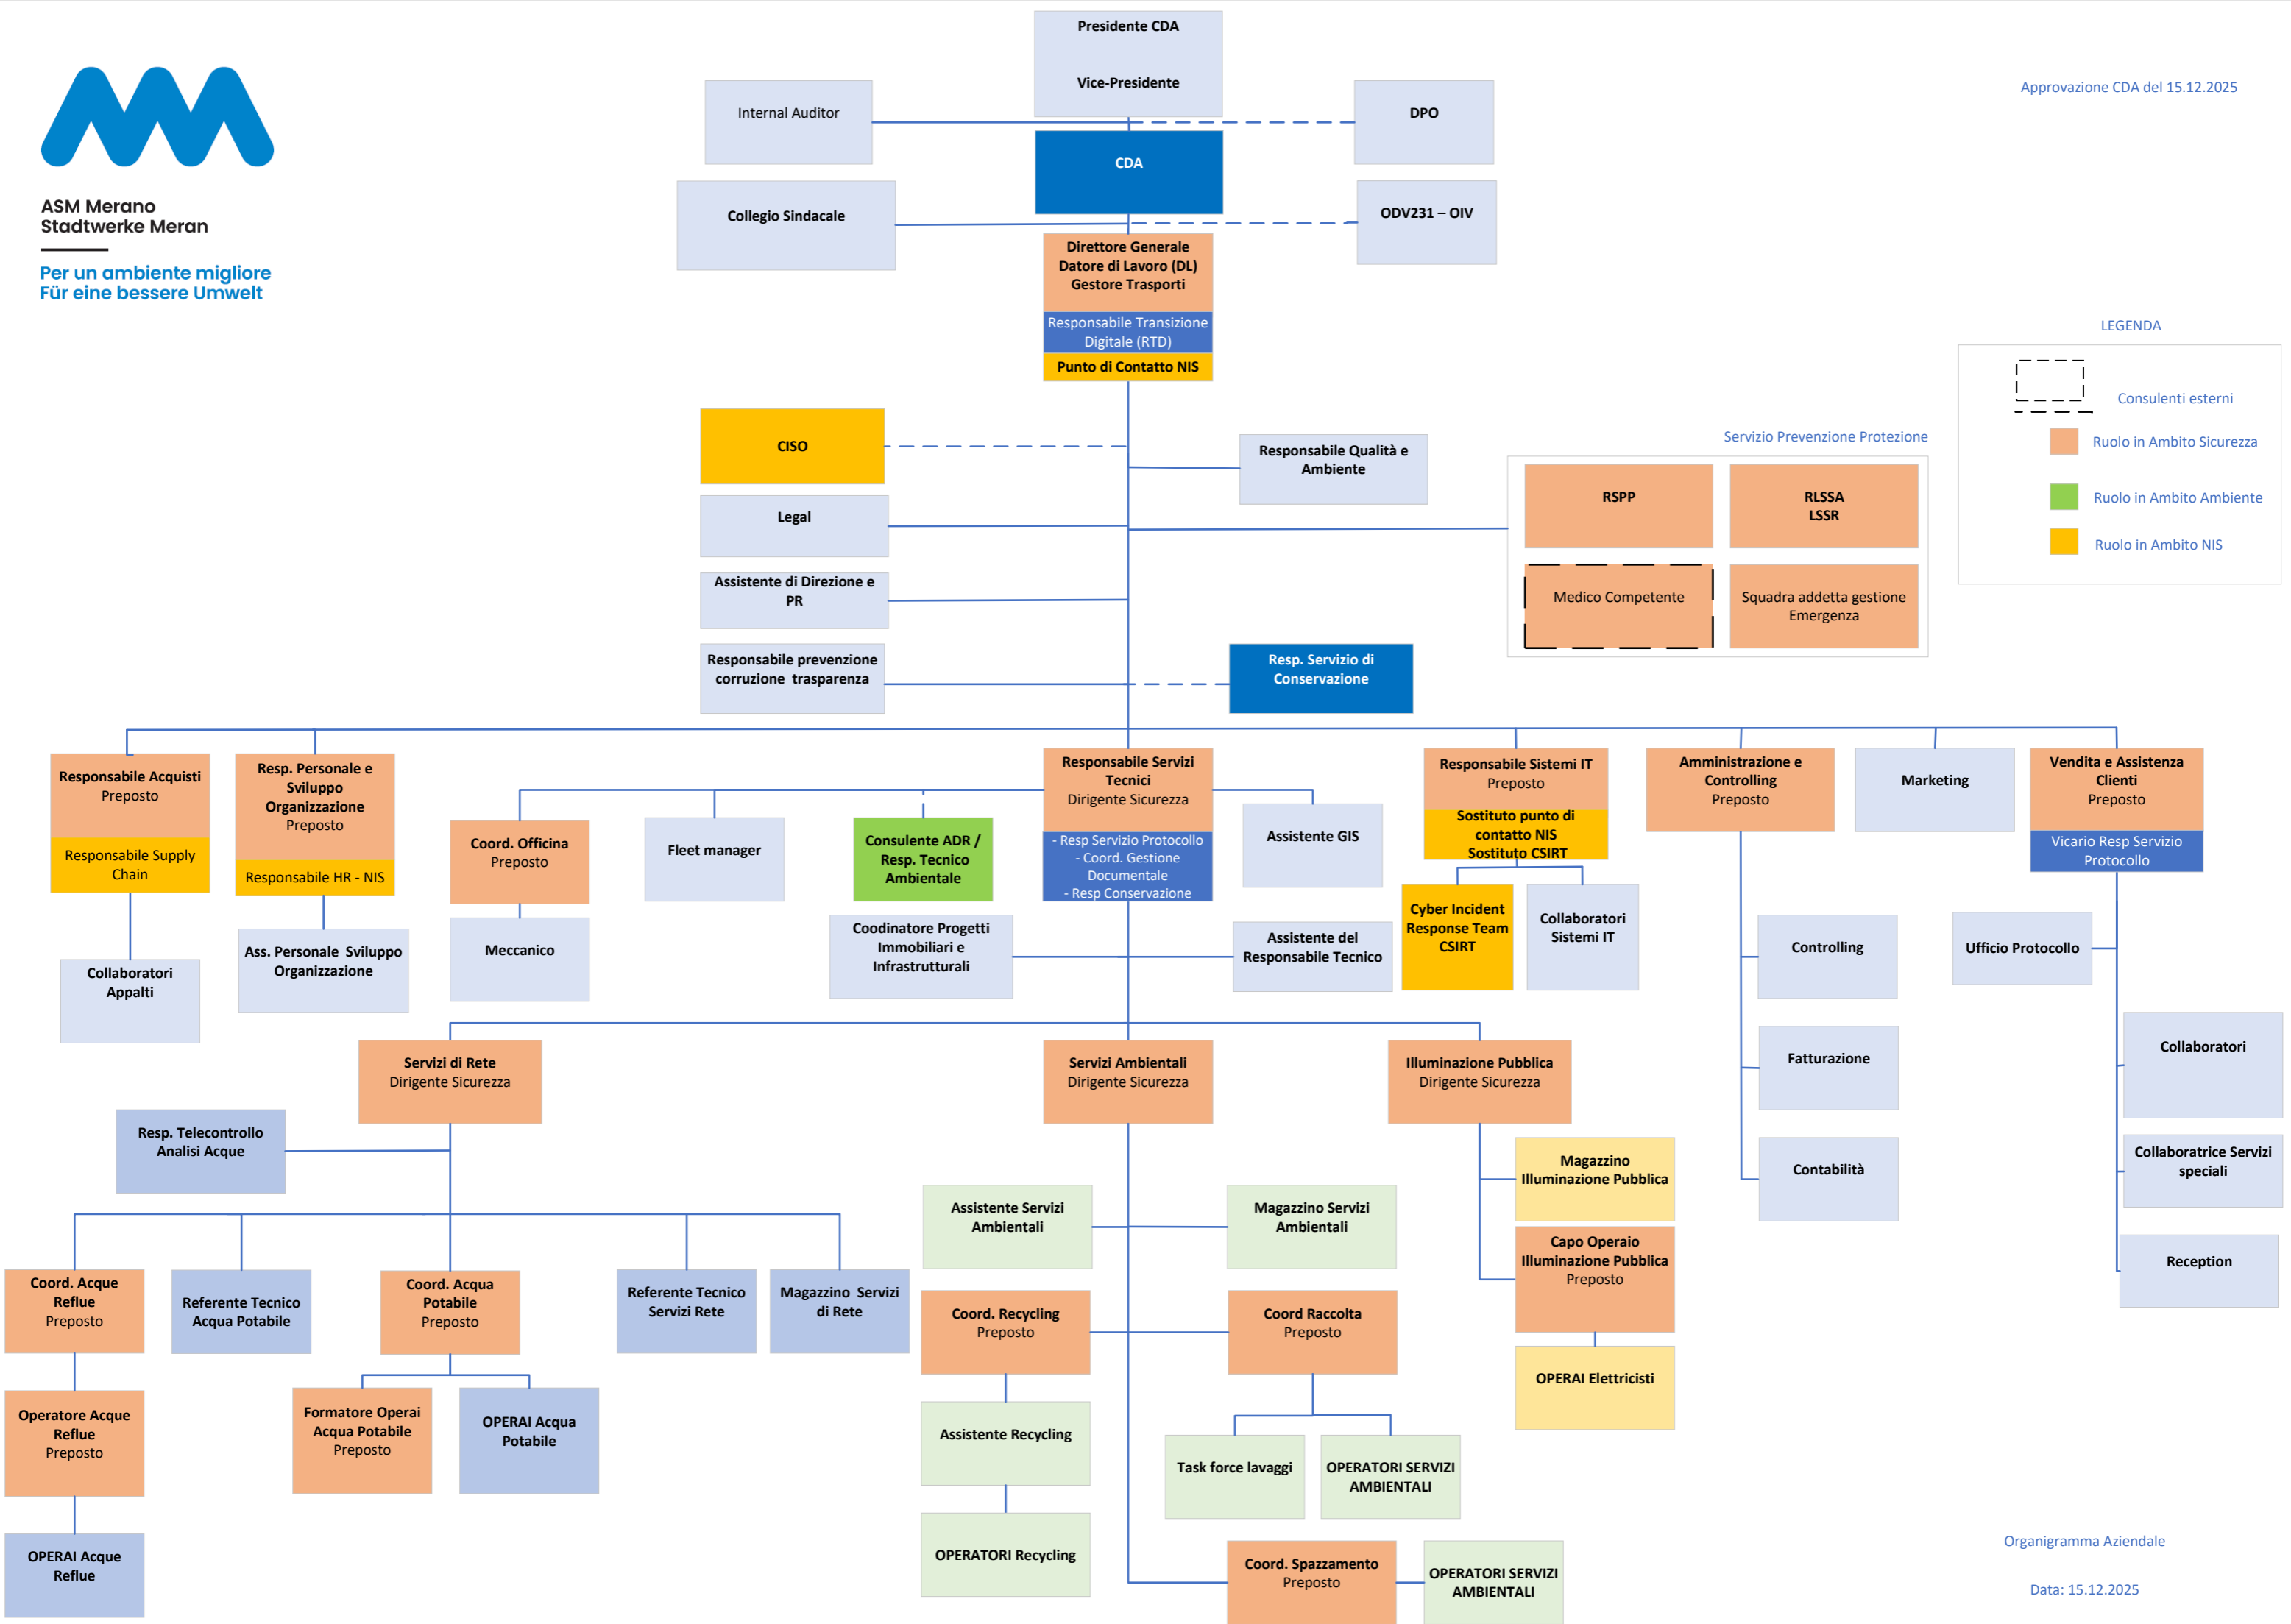 Presidente CDA
Vice-Presidente
Approvazione CDA del 15.12.2025
Internal Auditor
DPO
CDA
Collegio Sindacale
ODV231 – OIV
ASM Merano
Stadtwerke Meran
Per un ambiente migliore
Für eine bessere Umwelt
Direttore Generale
Datore di Lavoro (DL)
Gestore Trasporti
Responsabile Transizione
Digitale (RTD)
Punto di Contatto NIS
LEGENDA
Consulenti esterni
Ruolo in Ambito Sicurezza
Ruolo in Ambito Ambiente
Ruolo in Ambito NIS
CISO
Responsabile Qualità e
Ambiente
Servizio Prevenzione Protezione
RSPP
RLSSA
LSSR
Medico Competente
Squadra addetta gestione
Emergenza
Legal
Assistente di Direzione e
PR
Responsabile prevenzione
corruzione  trasparenza
Resp. Servizio di
Conservazione
Responsabile Acquisti
Preposto
Responsabile Supply
Chain
Resp. Personale e
Sviluppo
Organizzazione
Preposto
Responsabile HR - NIS
Responsabile Servizi
Tecnici
Dirigente Sicurezza
- Resp Servizio Protocollo
- Coord. Gestione
Documentale
- Resp Conservazione
Responsabile Sistemi IT
Preposto
Sostituto punto di
contatto NIS
Sostituto CSIRT
Amministrazione e
Controlling
Preposto
Marketing
Vendita e Assistenza
Clienti
Preposto
Vicario Resp Servizio
Protocollo
Coord. Officina
Preposto
Fleet manager
Consulente ADR /
Resp. Tecnico
Ambientale
Assistente GIS
Collaboratori
Appalti
Ass. Personale  Sviluppo
Organizzazione
Meccanico
Coodinatore Progetti
Immobiliari e
Infrastrutturali
Assistente del
Responsabile Tecnico
Cyber Incident
Response Team
CSIRT
Collaboratori
Sistemi IT
Controlling
Ufficio Protocollo
Fatturazione
Collaboratori
Contabilità
Collaboratrice Servizi
speciali
Reception
Servizi di Rete
Dirigente Sicurezza
Servizi Ambientali
Dirigente Sicurezza
Illuminazione Pubblica
Dirigente Sicurezza
Resp. Telecontrollo
Analisi Acque
Magazzino
Illuminazione Pubblica
Assistente Servizi
Ambientali
Magazzino Servizi
Ambientali
Capo Operaio
Illuminazione Pubblica
Preposto
Coord. Acque
Reflue
Preposto
Referente Tecnico
Acqua Potabile
Coord. Acqua
Potabile
Preposto
Referente Tecnico
Servizi Rete
Magazzino  Servizi
di Rete
Coord. Recycling
Preposto
Coord Raccolta
Preposto
OPERAI Elettricisti
Operatore Acque
Reflue
Preposto
Formatore Operai
Acqua Potabile
Preposto
OPERAI Acqua
Potabile
Assistente Recycling
Task force lavaggi
OPERATORI SERVIZI
AMBIENTALI
OPERAI Acque
Reflue
OPERATORI Recycling
Coord. Spazzamento
Preposto
OPERATORI SERVIZI
AMBIENTALI
Organigramma Aziendale
Data: 15.12.2025